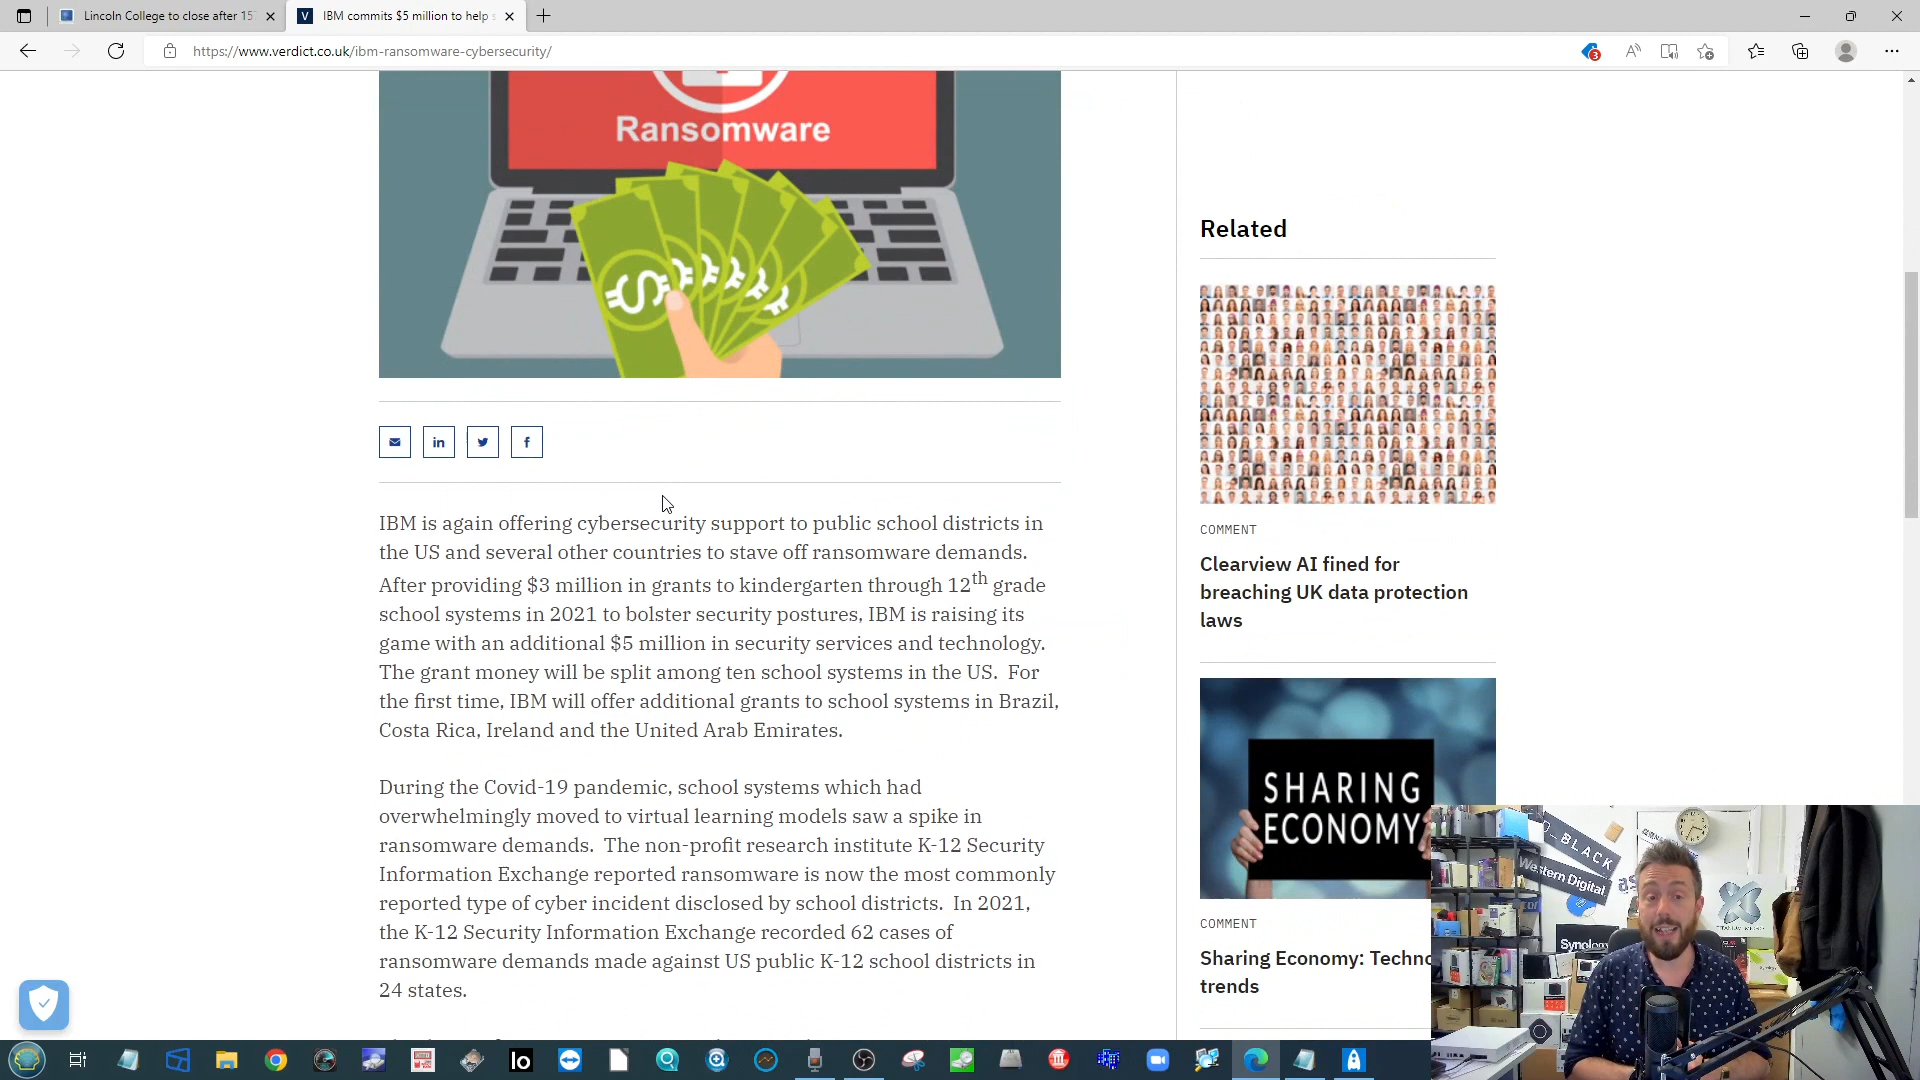 Lincoln College to close after 15
IBM commits $5 million to help s
https://www.verdict.co.uk/ibm-ransomware-cybersecurity/
3
Ransomware
Related
IBM is again offering cybersecurity support to public school districts in
the US and several other countries to stave off ransomware demands.
After providing $3 million in grants to kindergarten through 12th grade
school systems in 2021 to bolster security postures, IBM is raising its
game with an additional $5 million in security services and technology.
The grant money will be split among ten school systems in the US. For
the first time, IBM will offer additional grants to school systems in Brazil,
Costa Rica, Ireland and the United Arab Emirates.
During the Covid-19 pandemic, school systems which had
overwhelmingly moved to virtual learning models saw a spike in
ransomware demands. The non-profit research institute K-12 Security
Information Exchange reported ransomware is now the most commonly
reported type of cyber incident disclosed by school districts. In 2021,
the K-12 Security Information Exchange recorded 62 cases of
ransomware demands made against US public K-12 school districts in
24 states.
COMMENT
Clearview AI fined for
breaching UK data protection
laws
SHARING
ECONOMY
COMMENT
Sharing Economy: Techno
trends
BLACK
Western Digital
Synology